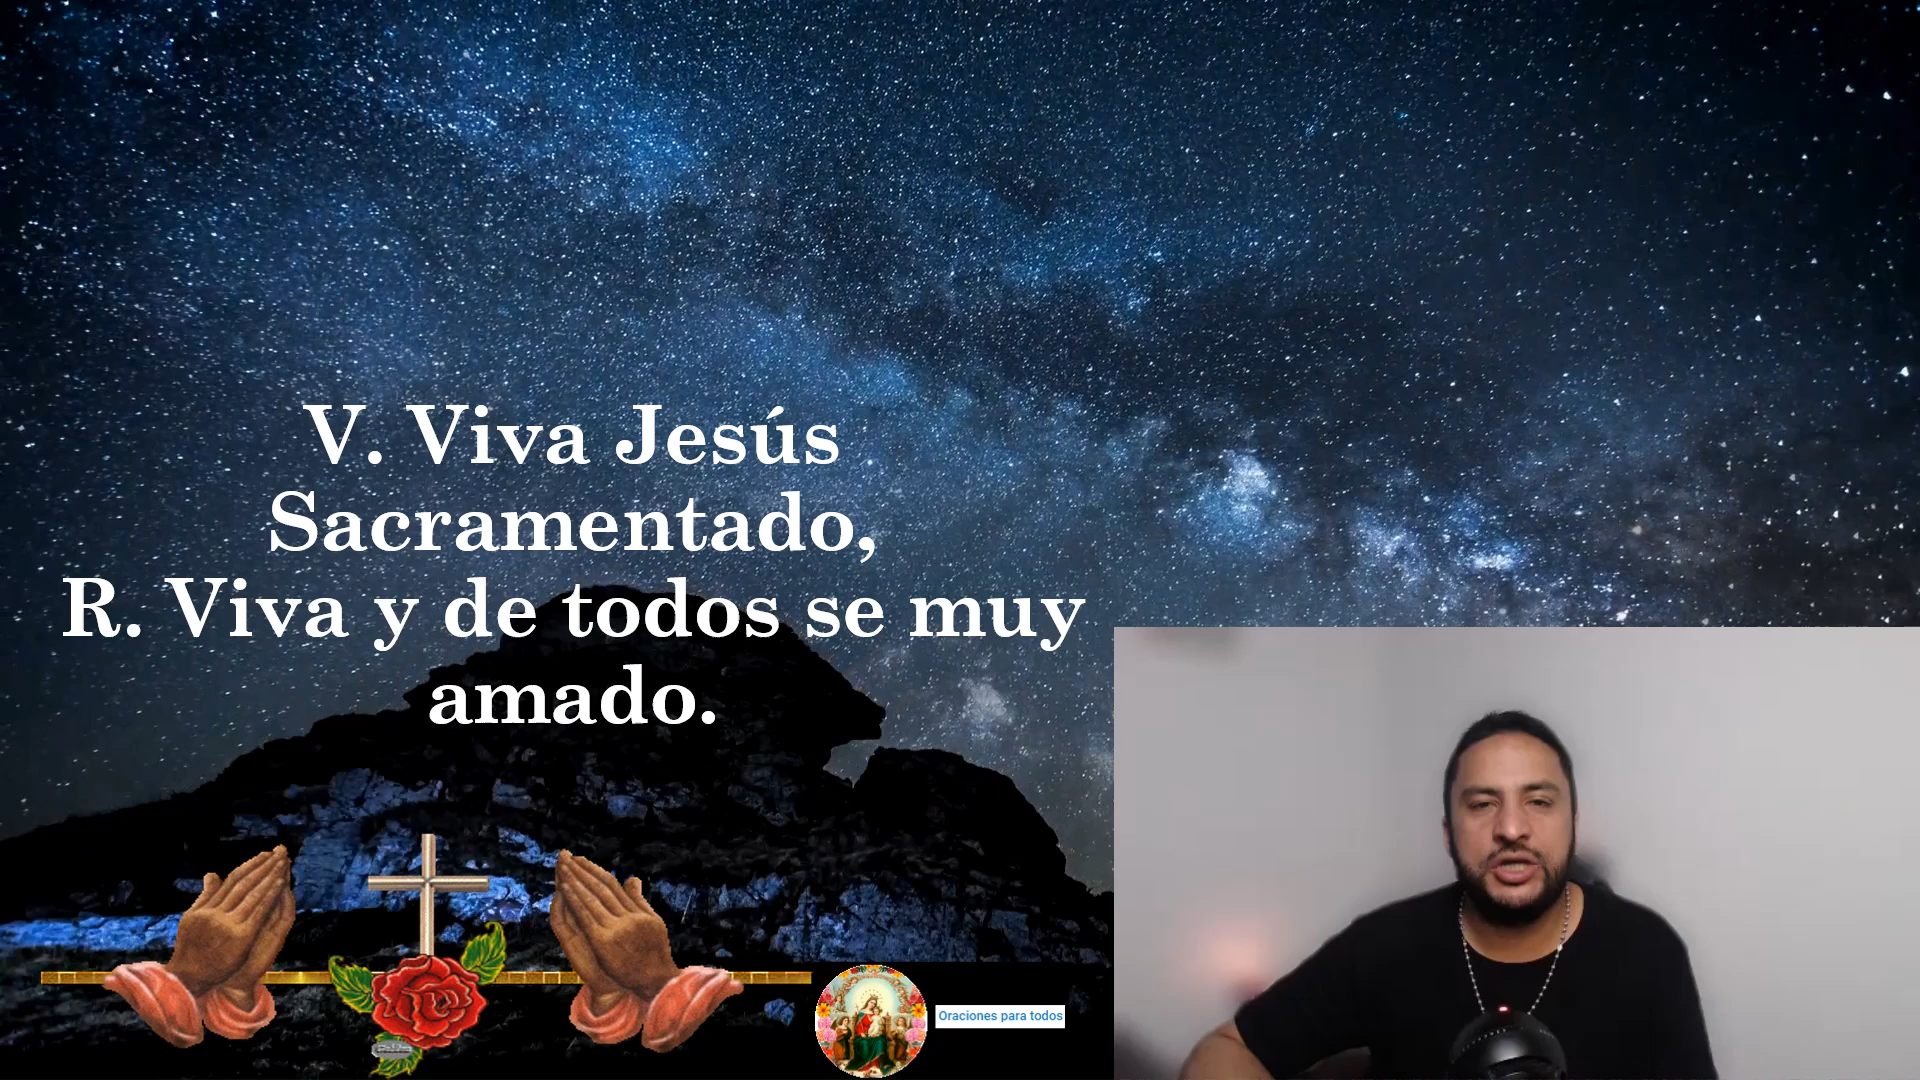 V. Viva Jesús
Sacramentado,
R. Viva y de todos se muy
amado.
Oraciones para todos